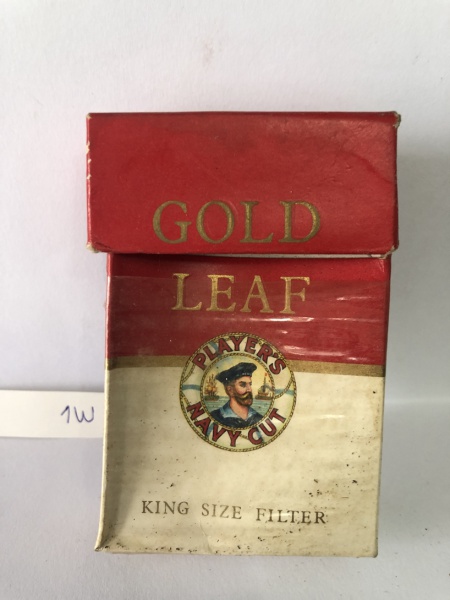 GOLD
LEAF
PLAYER'S
NAVY CUT
1W
KING SIZE FILTER